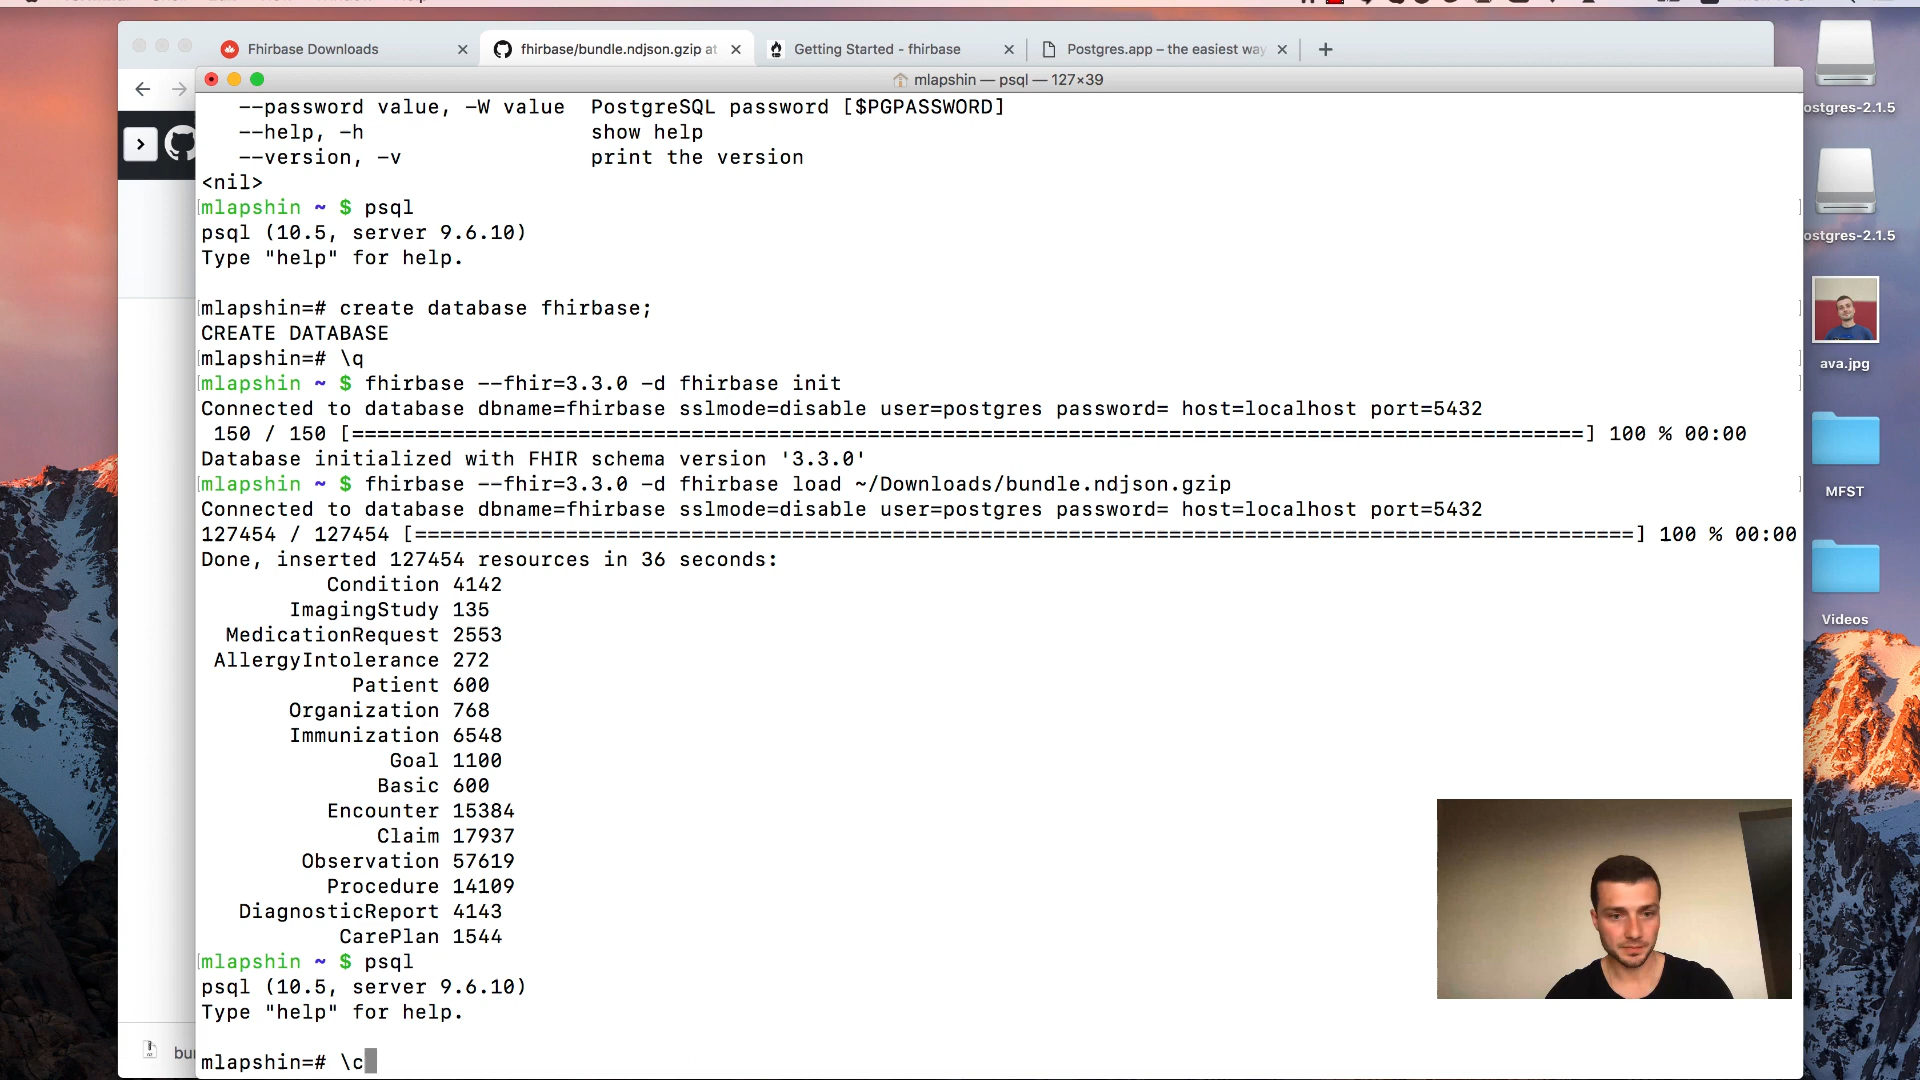 Fhirbase Downloads
fhirbase/bundle.ndjson.gzip at
Getting Started - fhirbase
Postgres.app – the easiest way
mlapshin — psql — 127×39
--password value, -W value  PostgreSQL password [$PGPASSWORD]
--help, -h  show help
--version, -v  print the version
<nil>
mlapshin ~ $ psql
psql (10.5, server 9.6.10)
Type "help" for help.
mlapshin=# create database fhirbase;
CREATE DATABASE
mlapshin=# \q
mlapshin ~ $ fhirbase --fhir=3.3.0 -d fhirbase init
Connected to database dbname=fhirbase sslmode=disable user=postgres password= host=localhost port=5432
150 / 150 [==================================================================================================] 100 % 00:00
Database initialized with FHIR schema version '3.3.0'
mlapshin ~ $ fhirbase --fhir=3.3.0 -d fhirbase load ~/Downloads/bundle.ndjson.gzip
Connected to database dbname=fhirbase sslmode=disable user=postgres password= host=localhost port=5432
127454 / 127454 [=================================================================================================] 100 % 00:00
Done, inserted 127454 resources in 36 seconds:
Condition 4142
ImagingStudy 135
MedicationRequest 2553
AllergyIntolerance 272
Patient 600
Organization 768
Immunization 6548
Goal 1100
Basic 600
Encounter 15384
Claim 17937
Observation 57619
Procedure 14109
DiagnosticReport 4143
CarePlan 1544
mlapshin ~ $ psql
psql (10.5, server 9.6.10)
Type "help" for help.
mlapshin=# \c
bun
ostgres-2.1.5
ostgres-2.1.5
ava.jpg
MFST
Videos